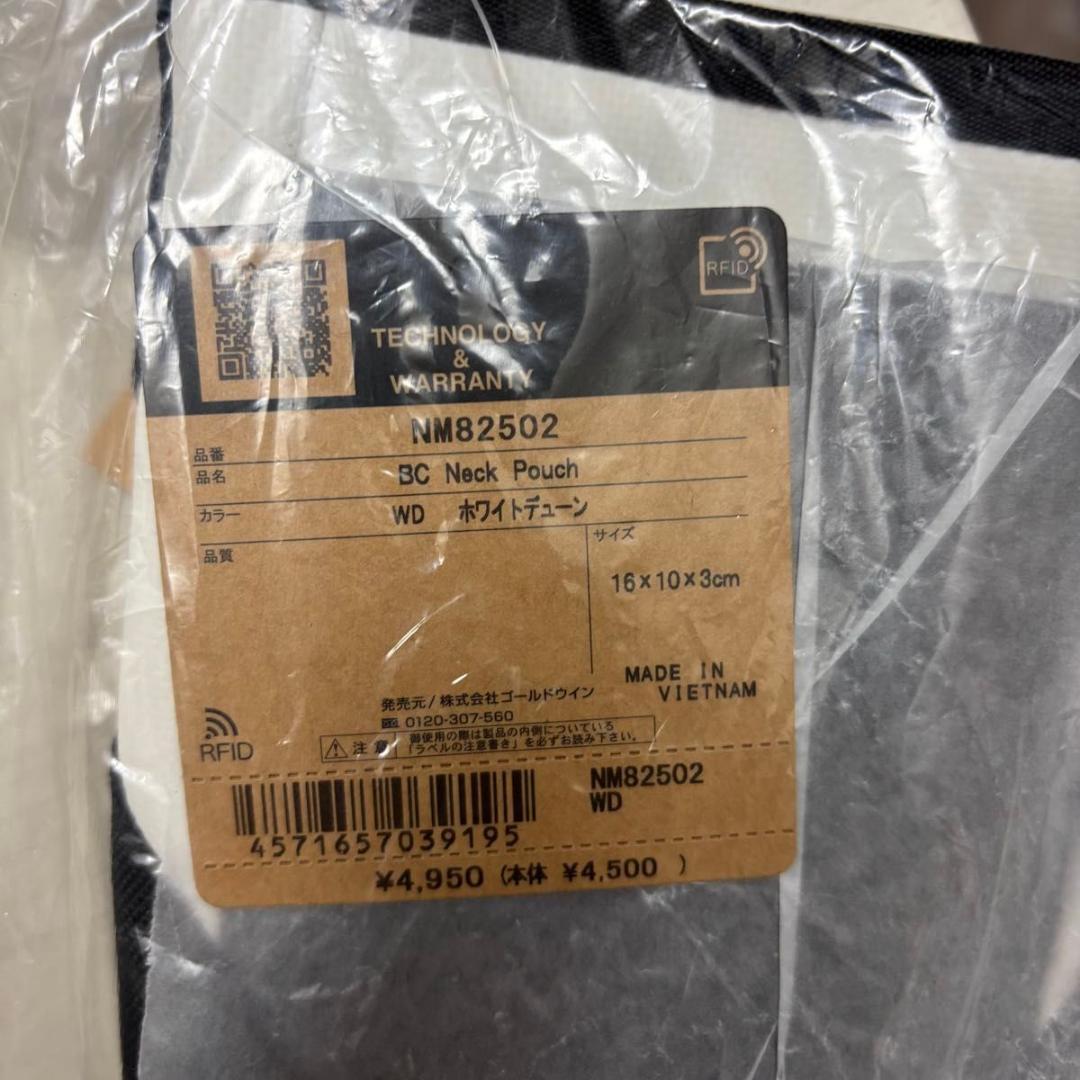 RFID
TECHNOLOGY
&
WARRANTY
品番 NM82502
品名 BC Neck Pouch
カラー WD ホワイトデューン
品質
サイズ
16×10×3cm
MADE IN
VIETNAM
発売元/株式会社ゴールドウイン
0120-307-560
RFID
注意
御使用の際は製品の内側についている
「ラベルの注意書き」を必ずお読み下さい。
NM82502
WD
4571657039195
¥4,950 (本体 ¥4,500 )